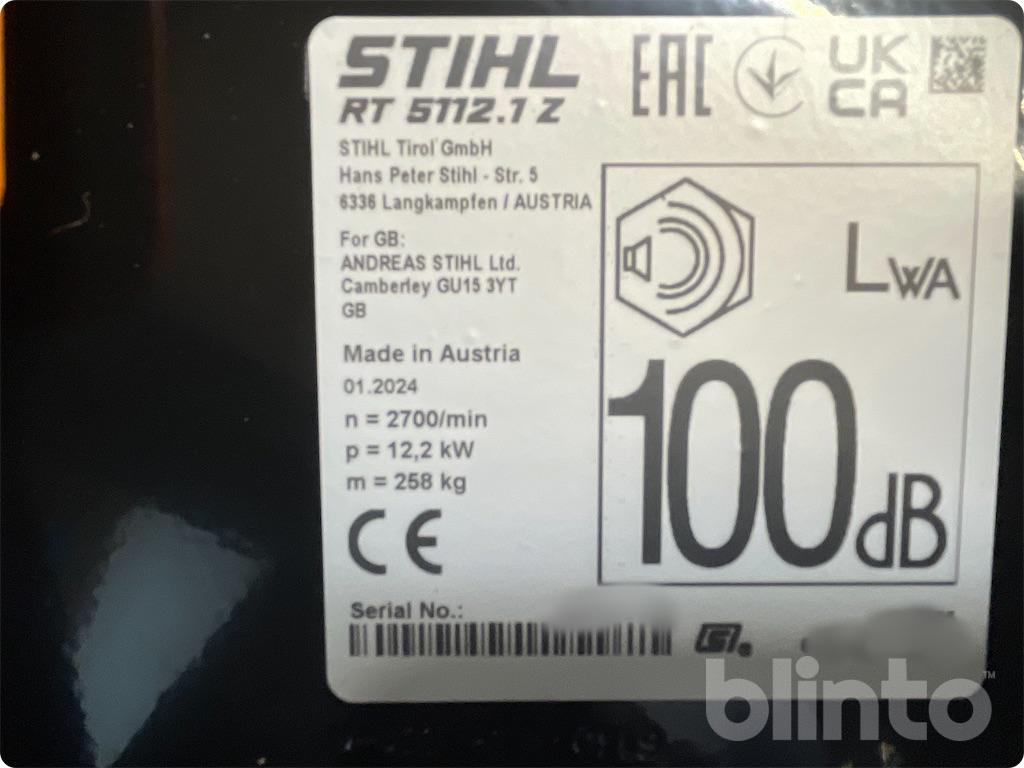 STIHL
RT 5112.1 Z
EAC
UK
CA
STIHL Tirol GmbH
Hans Peter Stihl - Str. 5
6336 Langkampfen / AUSTRIA
For GB:
ANDREAS STIHL Ltd.
Camberley GU15 3YT
GB
Made in Austria
01.2024
n = 2700/min
p = 12,2 kW
m = 258 kg
CE
LWA
100dB
Serial No.:
blinto™